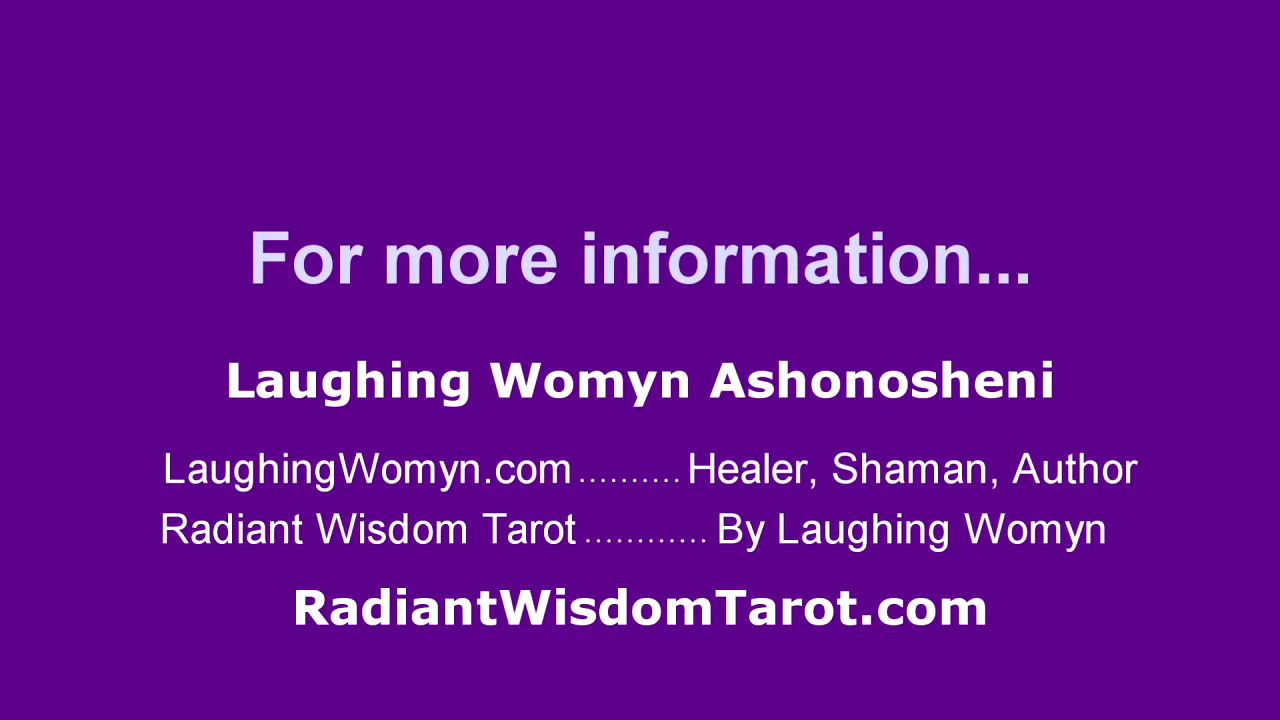 For more information...
Laughing Womyn Ashonosheni
LaughingWomyn.com .......... Healer, Shaman, Author
Radiant Wisdom Tarot ............ By Laughing Womyn
RadiantWisdomTarot.com